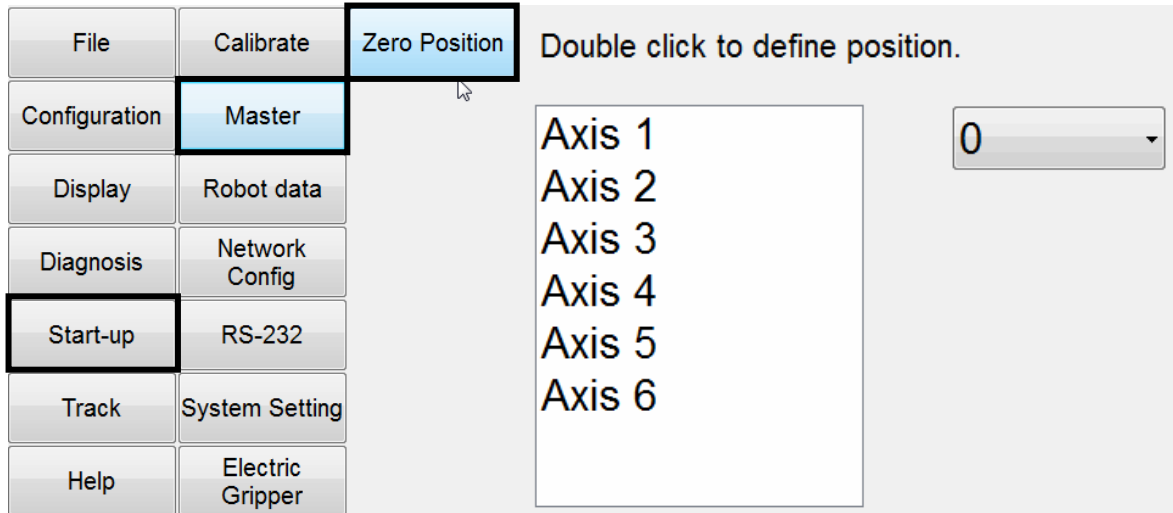 File
Calibrate
Zero Position
Double click to define position.
Configuration
Master
Display
Robot data
Diagnosis
Network
Config
Start-up
RS-232
Track
System Setting
Help
Electric
Gripper
Axis 1
Axis 2
Axis 3
Axis 4
Axis 5
Axis 6
0